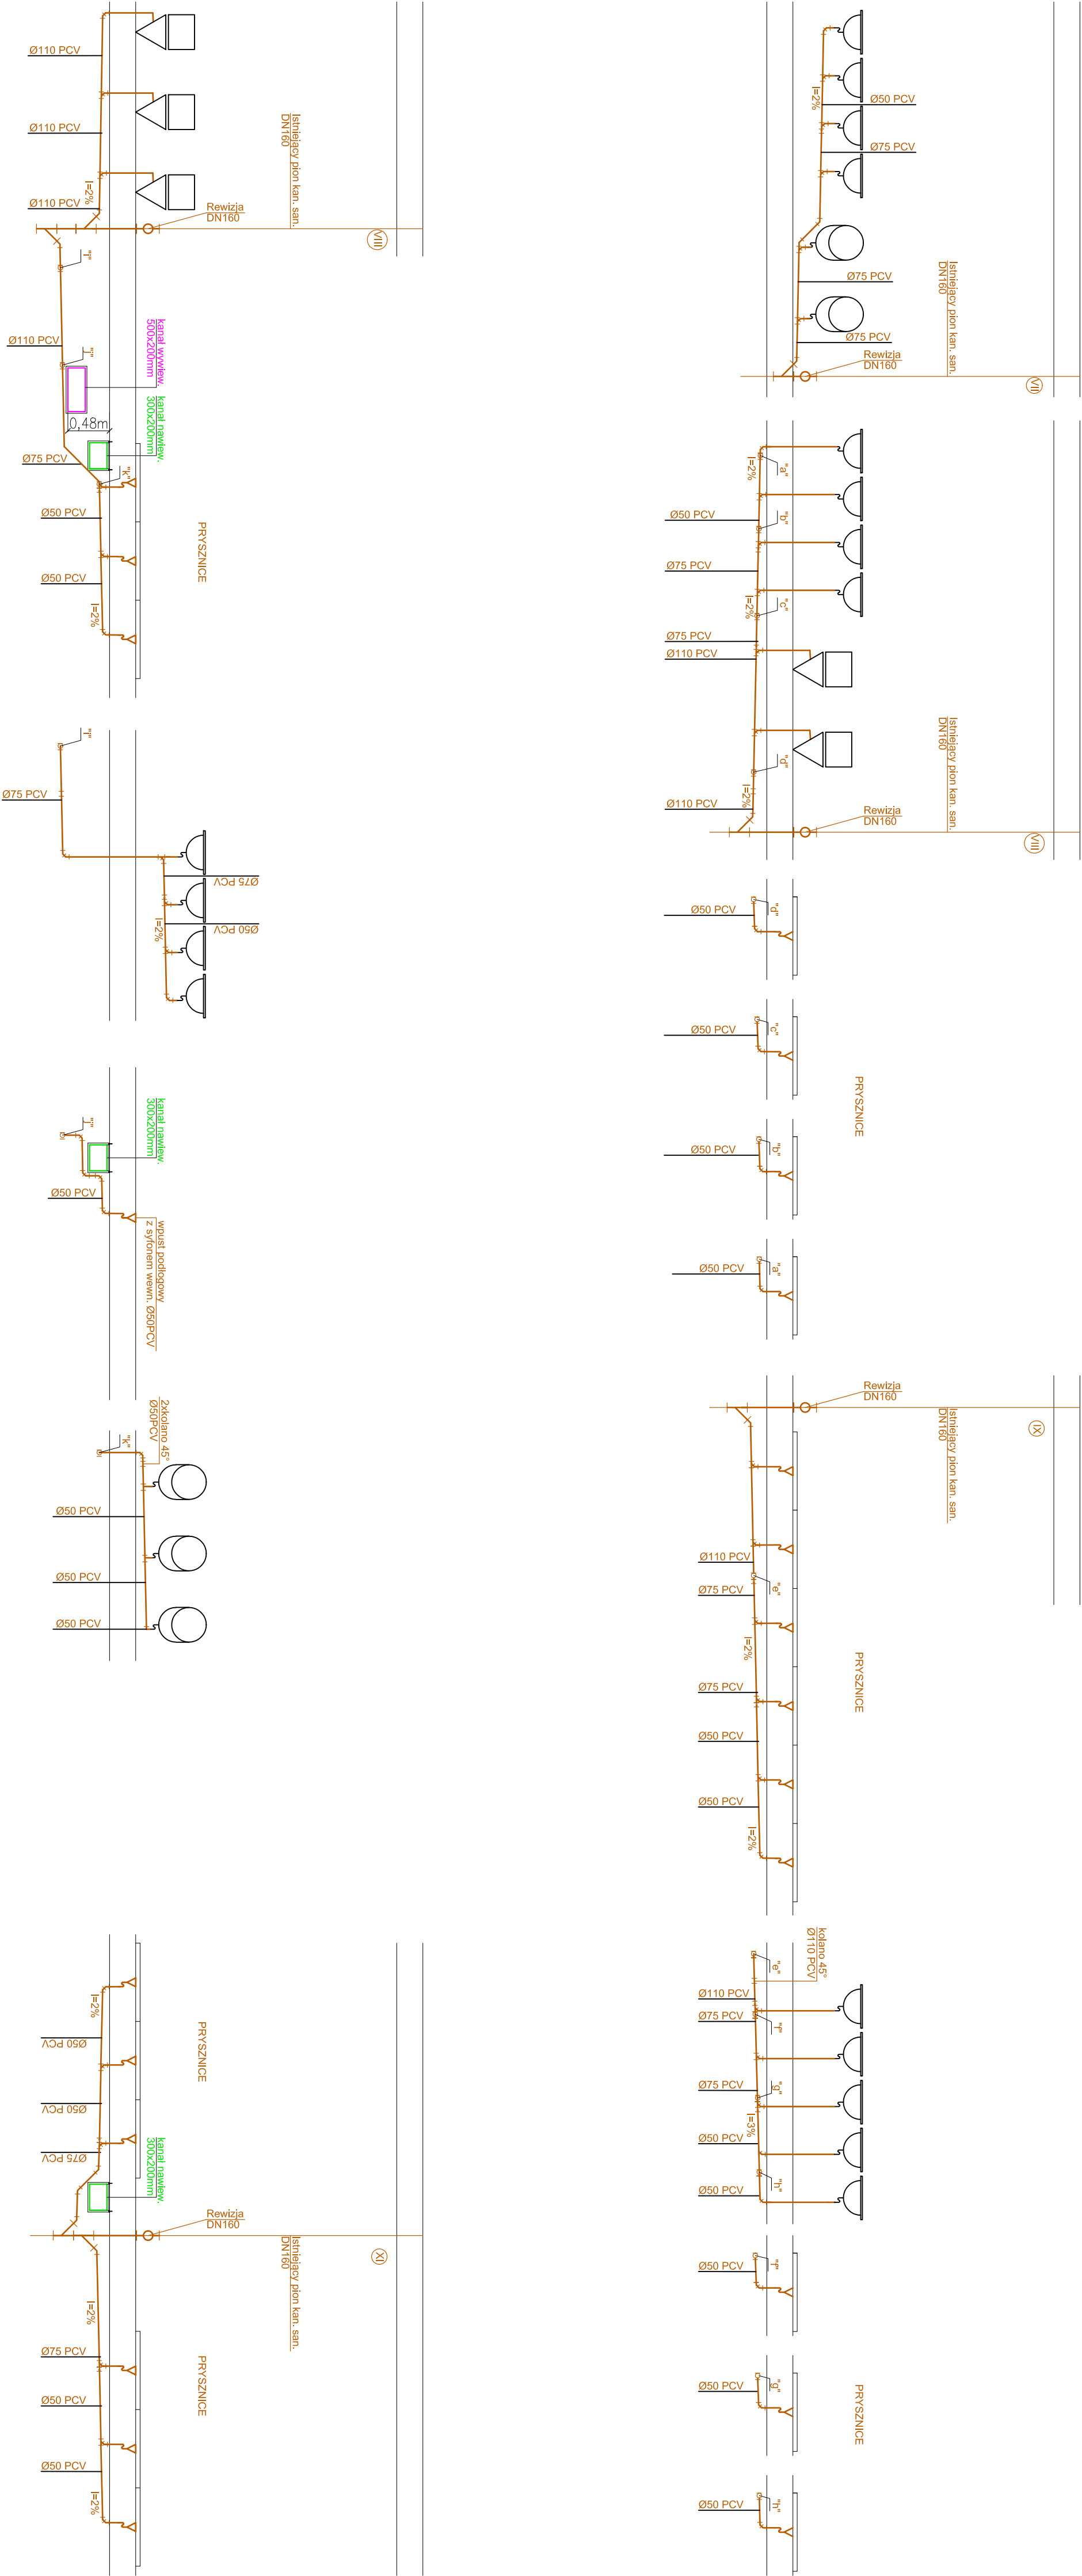 Ø50 PCV
Ø75 PCV
I=2%
Ø75 PCV
Ø75 PCV
Istniejący pion kan. san.
DN160
Rewizja
DN160
VII
"a"
I=2%
Ø50 PCV
"b"
Ø75 PCV
I=2%
"c"
Ø75 PCV
Ø110 PCV
"d"
I=2%
Ø110 PCV
Istniejący pion kan. san.
DN160
Rewizja
DN160
VIII
"d"
Ø50 PCV
"c"
Ø50 PCV
PRYSZNICE
"b"
Ø50 PCV
"a"
Ø50 PCV
Rewizja
DN160
Istniejący pion kan. san.
DN160
IX
Ø110 PCV
"e"
Ø75 PCV
I=2%
PRYSZNICE
Ø75 PCV
Ø50 PCV
Ø50 PCV
I=2%
kolano 45°
Ø110 PCV
"e"
Ø110 PCV
"f"
Ø75 PCV
Ø75 PCV
"g"
I=3%
Ø50 PCV
"h"
Ø50 PCV
"f"
Ø50 PCV
"g"
Ø50 PCV
PRYSZNICE
"h"
Ø50 PCV
Ø110 PCV
Ø110 PCV
Ø110 PCV
I=2%
Istniejący pion kan. san.
DN160
Rewizja
DN160
VIII
Ø110 PCV
kanał wywiew.
500x200mm
kanał nawiew.
300x200mm
0,48m
Ø75 PCV
"k"
Ø50 PCV
PRYSZNICE
Ø50 PCV
I=2%
Ø75 PCV
Ø75 PCV
Ø50 PCV
I=2%
kanał nawiew.
300x200mm
Ø50 PCV
wpust podłogowy
z syfonem wewn. Ø50PCV
2xkolano 45°
Ø50PCV
"k"
Ø50 PCV
Ø50 PCV
Ø50 PCV
I=2%
Ø50 PCV
PRYSZNICE
Ø50 PCV
Ø75 PCV
kanał nawiew.
300x200mm
Rewizja
DN160
Istniejący pion kan. san.
DN160
XI
I=2%
Ø75 PCV
PRYSZNICE
Ø50 PCV
Ø50 PCV
I=2%